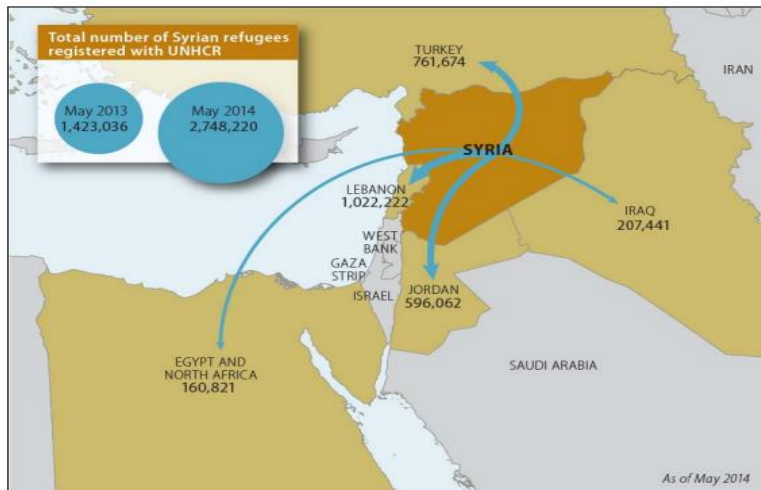 Total number of Syrian refugees
registered with UNHCR
May 2013
1,423,036
May 2014
2,748,220
TURKEY
761,674
IRAN
SYRIA
LEBANON
1,022,222
IRAQ
207,441
WEST
BANK
GAZA
STRIP
ISRAEL
JORDAN
596,062
EGYPT AND
NORTH AFRICA
160,821
SAUDI ARABIA
As of May 2014